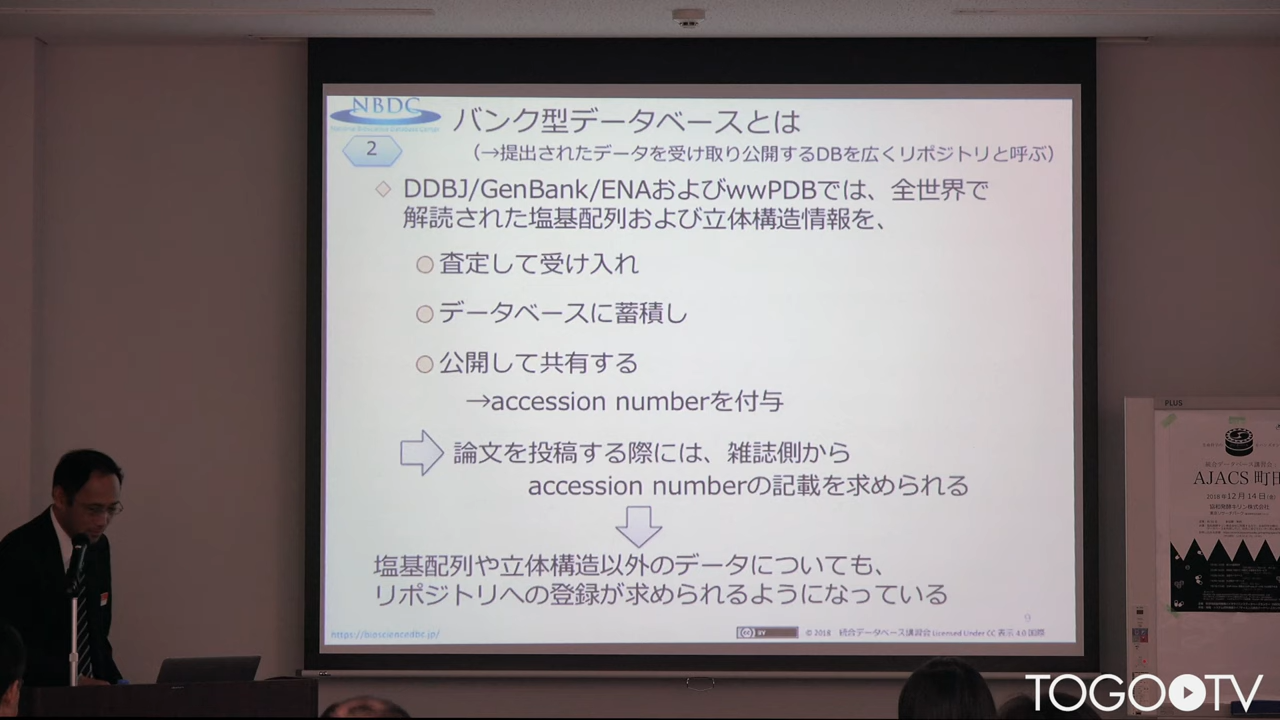 NBDC
National Bioscience Database Center
2
バンク型データベースとは
（→提出されたデータを受け取り公開するDBを広くリポジトリと呼ぶ）
DDBJ/GenBank/ENAおよびwwPDBでは、全世界で
解読された塩基配列および立体構造情報を、
査定して受け入れ
データベースに蓄積し
公開して共有する
→accession numberを付与
論文を投稿する際には、雑誌側から
accession numberの記載を求められる
塩基配列や立体構造以外のデータについても、
リポジトリへの登録が求められるようになっている
9
https://biosciencedbc.jp/
cc BY
© 2018 統合データベース講習会 Licensed Under CC 表示 4.0 国際
PLUS
AJACS 町田
2018年12月14日
協和発酵キリン株式会社
TOGO TV